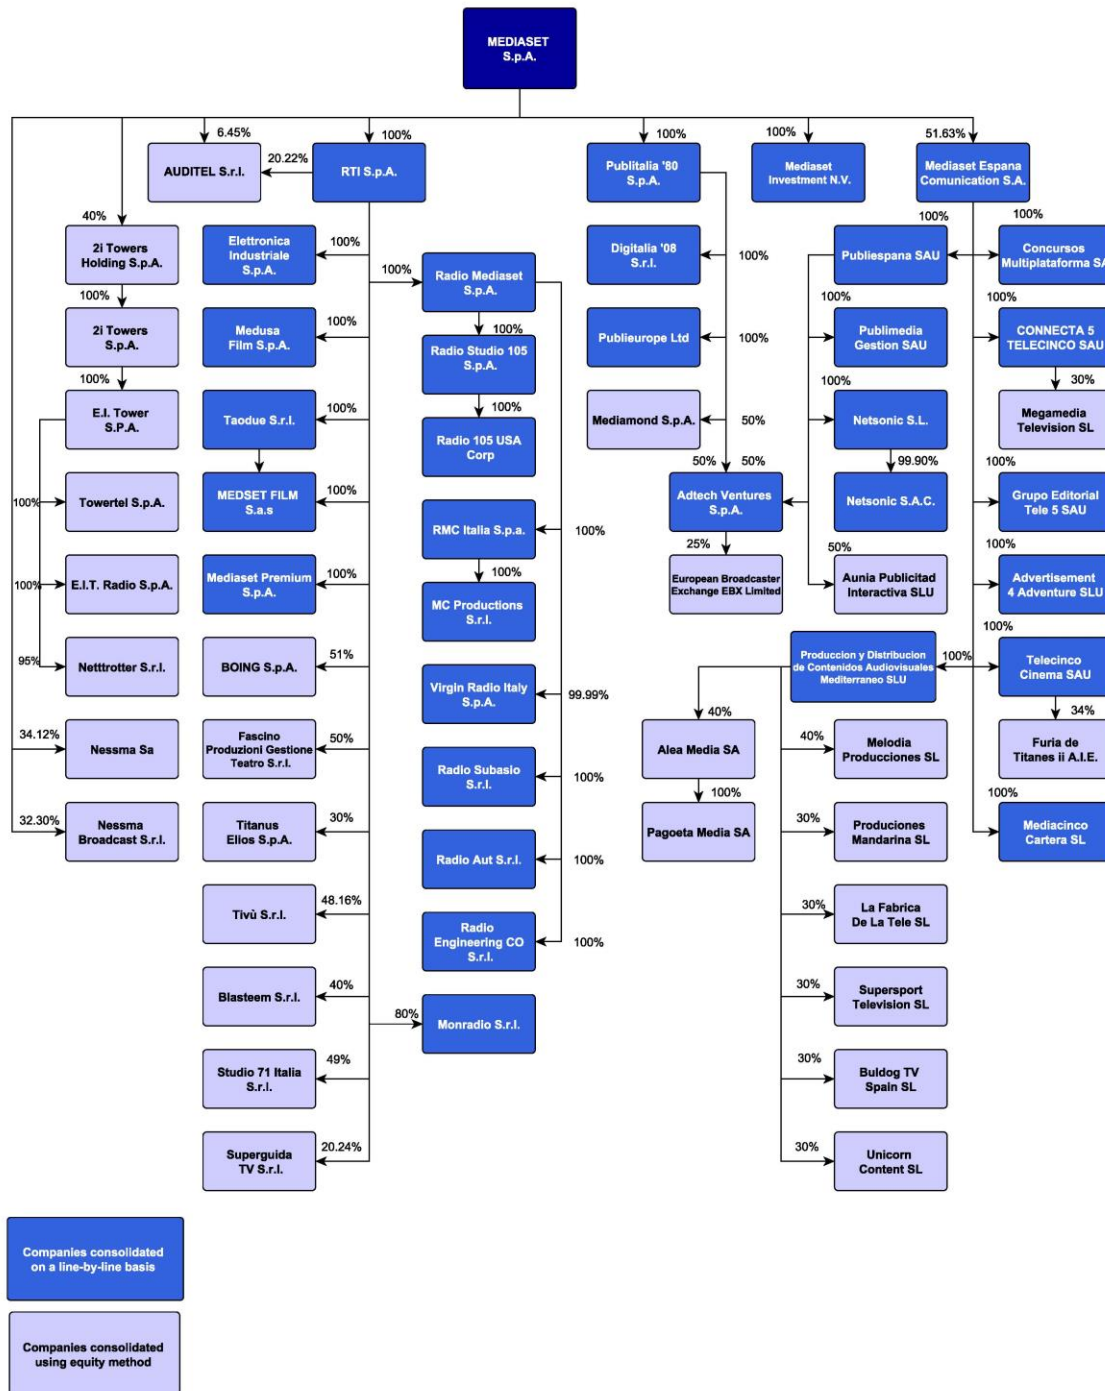 MEDIASET
S.p.A.
6.45%
100%
100%
100%
51.63%
AUDITEL S.r.l.
20.22%
RTI S.p.A.
Publitalia '80
S.p.A.
Mediaset
Investment N.V.
Mediaset Espana
Comunication S.A.
40%
2i Towers
Holding S.p.A.
100%
2i Towers
S.p.A.
100%
E.I. Tower
S.P.A.
100%
Towertel S.p.A.
100%
E.I.T. Radio S.p.A.
95%
Netttrotter S.r.l.
34.12%
Nessma Sa
32.30%
Nessma
Broadcast S.r.l.
Elettronica
Industriale
S.p.A.
100%
Medusa
Film S.p.A.
100%
Taodue S.r.l.
100%
MEDSET FILM
S.a.s
100%
Mediaset Premium
S.p.A.
100%
BOING S.p.A.
51%
Fascino
Produzioni Gestione
Teatro S.r.l.
50%
Titanus
Elios S.p.A.
30%
Tivù S.r.l.
48.16%
Blasteem S.r.l.
40%
Studio 71 Italia
S.r.l.
49%
Superguida
TV S.r.l.
20.24%
100%
Radio Mediaset
S.p.A.
100%
Radio Studio 105
S.p.A.
100%
Radio 105 USA
Corp
RMC Italia S.p.a.
100%
100%
MC Productions
S.r.l.
Virgin Radio Italy
S.p.A.
99.99%
Radio Subasio
S.r.l.
100%
Radio Aut S.r.l.
100%
Radio
Engineering CO
S.r.l.
100%
80%
Monradio S.r.l.
Digitalia '08
S.r.l.
100%
Publieurope Ltd
100%
Mediamond S.p.A.
50%
50%
50%
Adtech Ventures
S.p.A.
25%
European Broadcaster
Exchange EBX Limited
100%
Publiespana SAU
100%
Concursos
Multiplataforma SA
100%
Publimedia
Gestion SAU
100%
CONNECTA 5
TELECINCO SAU
30%
Megamedia
Television SL
100%
Netsonic S.L.
99.90%
Netsonic S.A.C.
100%
Grupo Editorial
Tele 5 SAU
50%
Aunia Publicitad
Interactiva SLU
100%
Advertisement
4 Adventure SLU
Produccion y Distribucion
de Contenidos Audiovisuales
Mediterraneo SLU
100%
100%
Telecinco
Cinema SAU
34%
Furia de
Titanes ii A.I.E.
100%
Mediacinco
Cartera SL
40%
Alea Media SA
100%
Pagoeta Media SA
40%
Melodia
Producciones SL
30%
Produciones
Mandarina SL
30%
La Fabrica
De La Tele SL
30%
Supersport
Television SL
30%
Buldog TV
Spain SL
30%
Unicorn
Content SL
Companies consolidated
on a line-by-line basis
Companies consolidated
using equity method